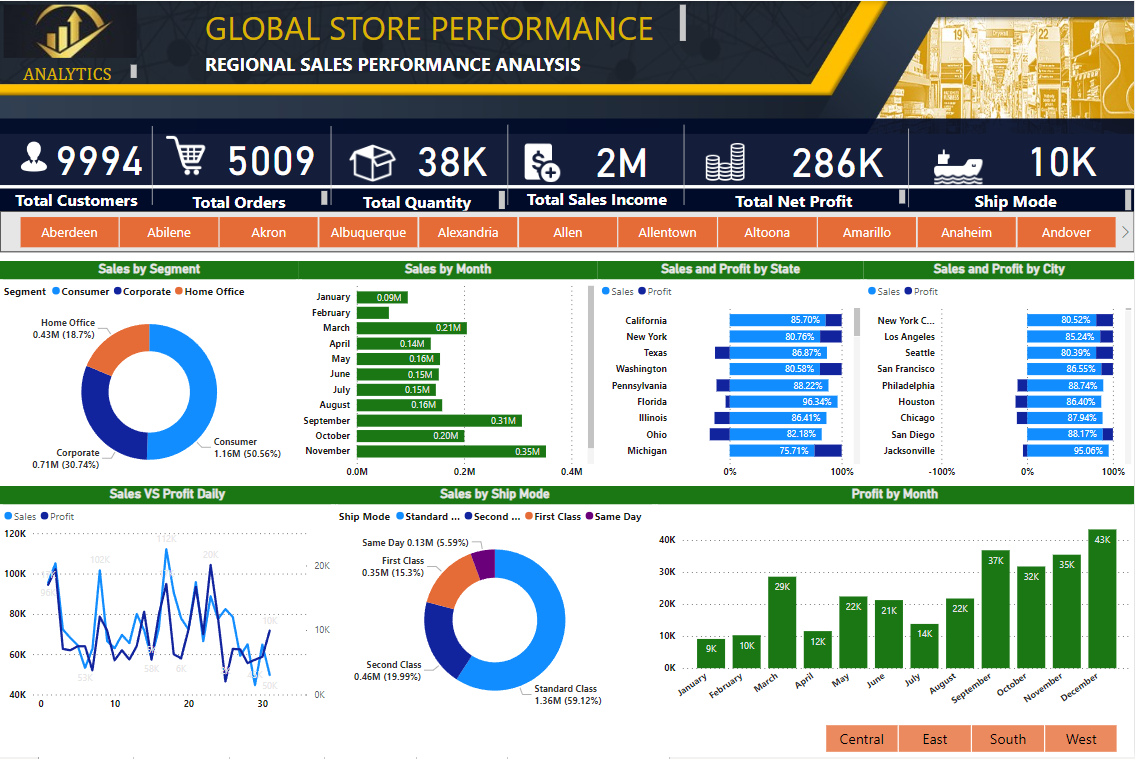 GLOBAL STORE PERFORMANCE
REGIONAL SALES PERFORMANCE ANALYSIS
ANALYTICS
19
22
9994
5009
38K
2M
286K
10K
Total Customers
Total Orders
Total Quantity
Total Sales Income
Total Net Profit
Ship Mode
Aberdeen
Abilene
Akron
Albuquerque
Alexandria
Allen
Allentown
Altoona
Amarillo
Anaheim
Andover
Sales by Segment
Segment Consumer Corporate Home Office
Home Office
0.43M (18.7%)
Corporate
0.71M (30.74%)
Consumer
1.16M (50.56%)
Sales by Month
January 0.09M
February
March 0.21M
April 0.14M
May 0.16M
June 0.15M
July 0.15M
August 0.16M
September 0.31M
October 0.20M
November 0.35M
0.0M 0.2M 0.4M
Sales and Profit by State
Sales Profit
California 85.70%
New York 80.76%
Texas 86.87%
Washington 80.58%
Pennsylvania 88.22%
Florida 96.34%
Illinois 86.41%
Ohio 82.18%
Michigan 75.71%
0% 100%
Sales and Profit by City
Sales Profit
New York C... 80.52%
Los Angeles 85.24%
Seattle 80.39%
San Francisco 86.55%
Philadelphia 88.74%
Houston 86.40%
Chicago 87.94%
San Diego 88.17%
Jacksonville 95.06%
-100% 0% 100%
Sales VS Profit Daily
Sales Profit
120K
100K
80K
60K
40K
20K
10K
0K
96K
102K
112K
20K
53K
58K
6K
10K
50K
0 10 20 30
Sales by Ship Mode
Ship Mode Standard ... Second ... First Class Same Day
Same Day 0.13M (5.59%)
First Class
0.35M (15.3%)
Second Class
0.46M (19.99%)
Standard Class
1.36M (59.12%)
Profit by Month
40K
30K
20K
10K
0K
9K
10K
29K
12K
22K
21K
14K
22K
37K
32K
35K
43K
January
February
March
April
May
June
July
August
September
October
November
December
Central
East
South
West